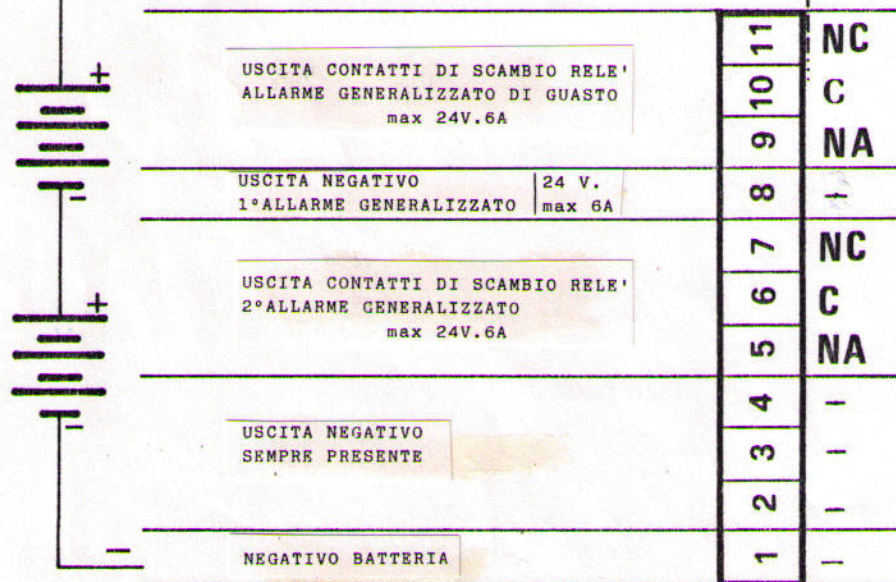 11 NC
USCITA CONTATTI DI SCAMBIO RELE'
ALLARME GENERALIZZATO DI GUASTO
max 24V.6A
10 C
9 NA
USCITA NEGATIVO
1°ALLARME GENERALIZZATO
24 V.
max 6A
8 -
+
-
7 NC
USCITA CONTATTI DI SCAMBIO RELE'
2°ALLARME GENERALIZZATO
max 24V.6A
6 C
5 NA
+
-
4 -
USCITA NEGATIVO
SEMPRE PRESENTE
3 -
2 -
NEGATIVO BATTERIA
1 -
-